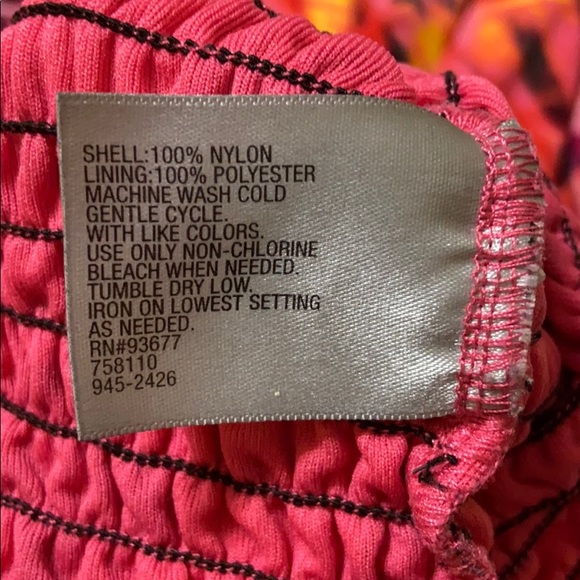 SHELL:100% NYLON
LINING:100% POLYESTER
MACHINE WASH COLD
GENTLE CYCLE.
WITH LIKE COLORS.
USE ONLY NON-CHLORINE
BLEACH WHEN NEEDED.
TUMBLE DRY LOW.
IRON ON LOWEST SETTING
AS NEEDED.
RN#93677
758110
945-2426